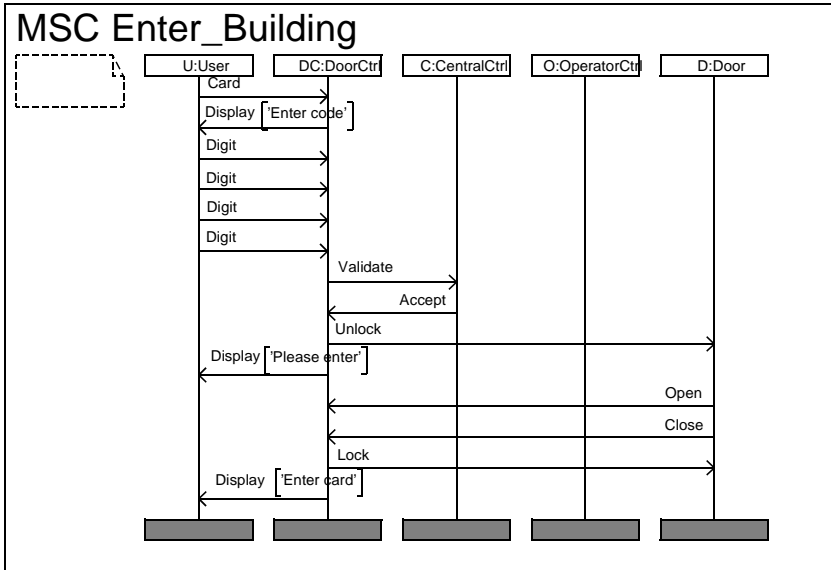 MSC Enter_Building
U:User DC:DoorCtrl C:CentralCtrl O:OperatorCtrl D:Door
Card
Display 'Enter code'
Digit
Digit
Digit
Digit
Validate
Accept
Unlock
Display 'Please enter'
Open
Close
Lock
Display 'Enter card'